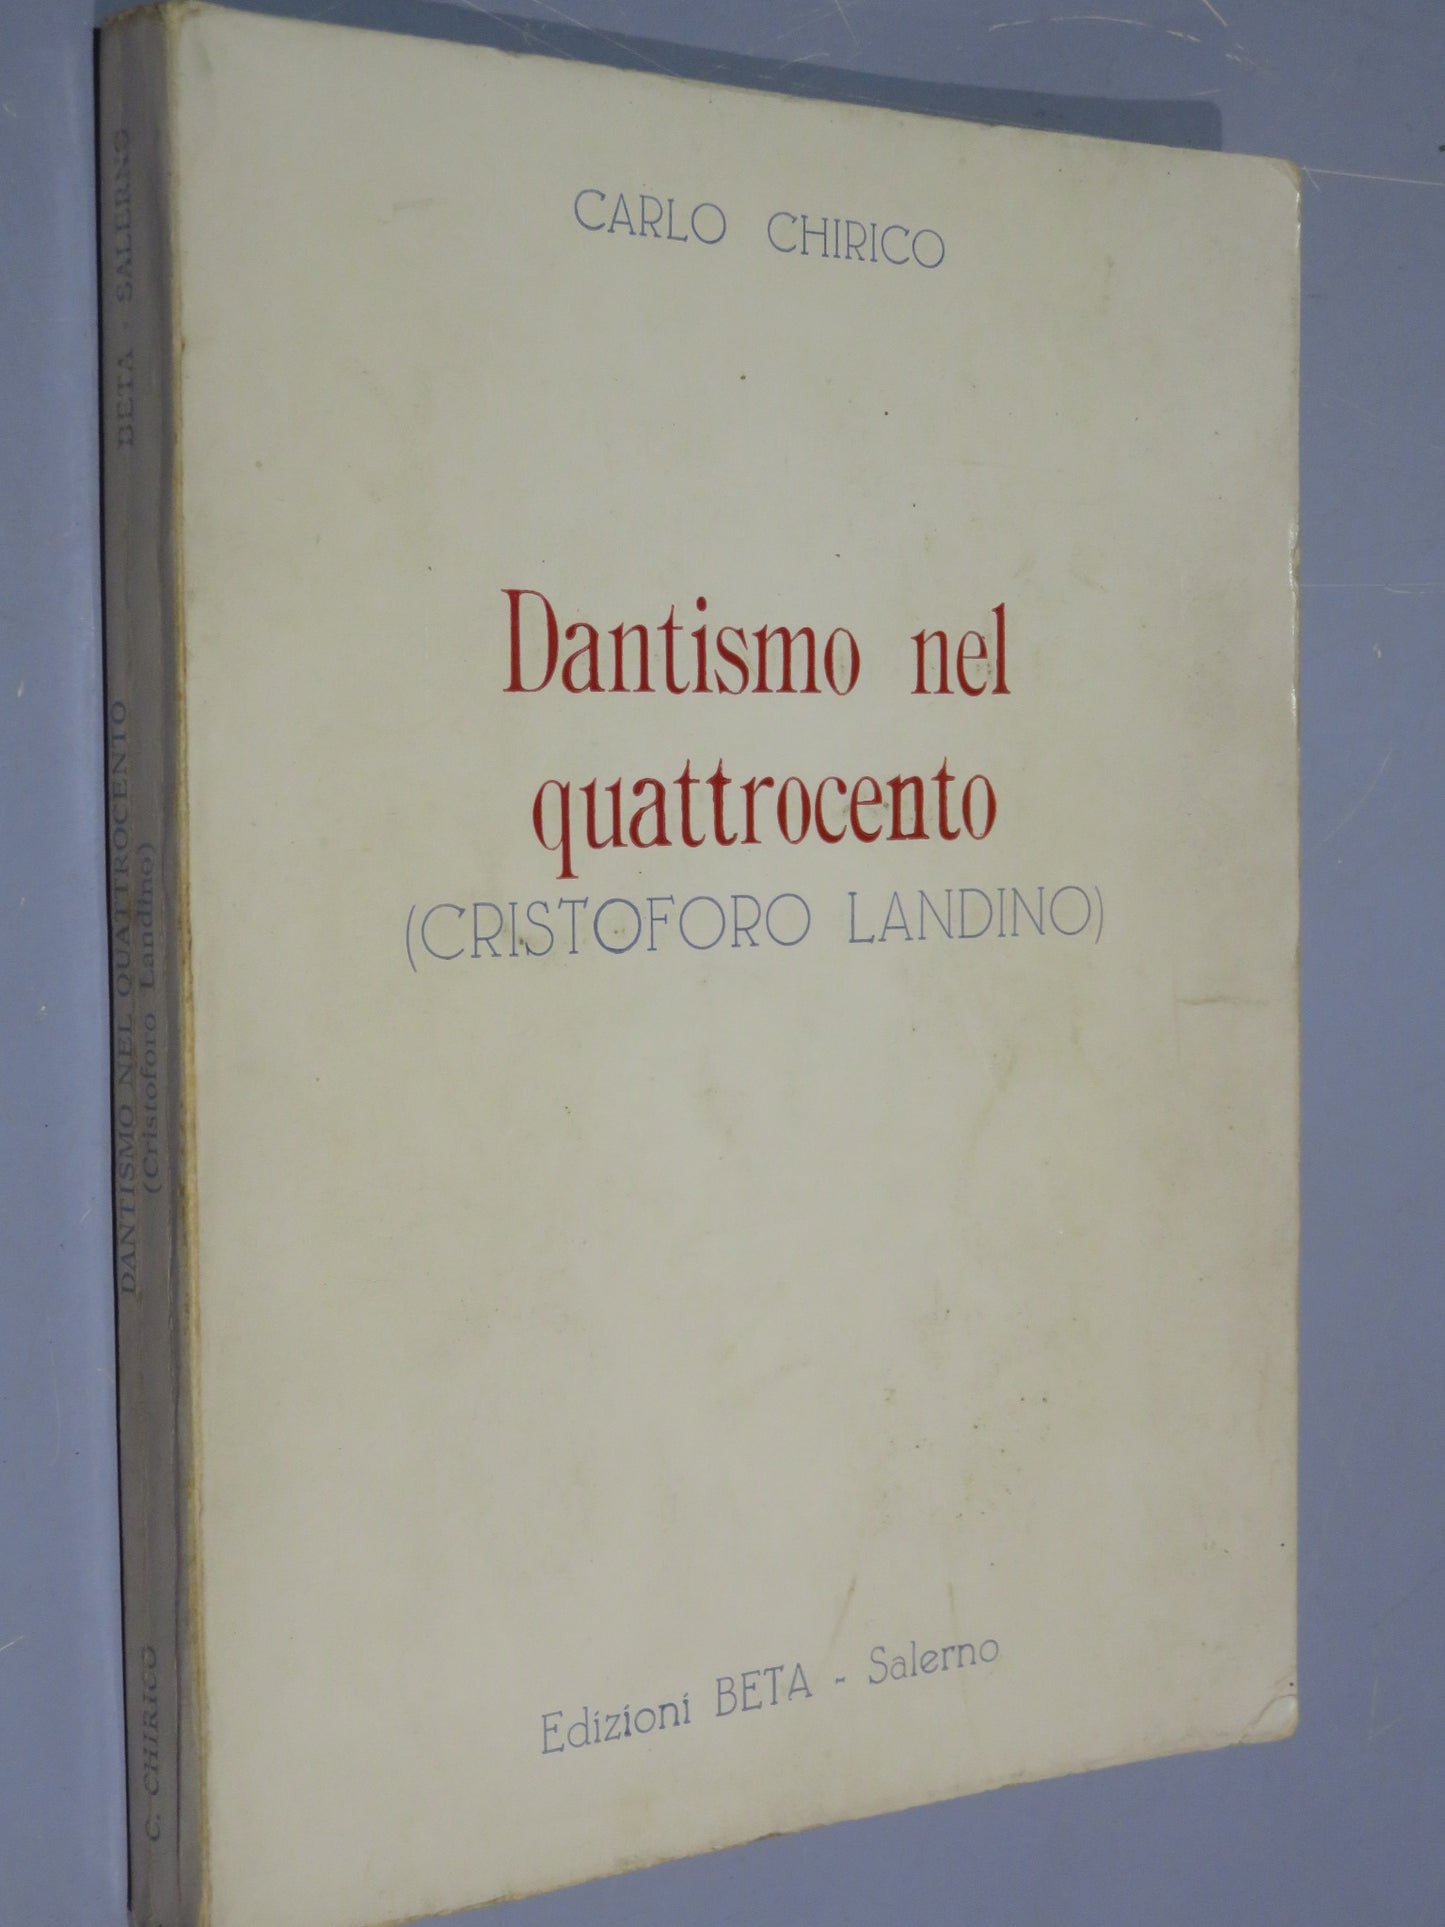 CARLO CHIRICO
Dantismo nel
quattrocento
(CRISTOFORO LANDINO)
Edizioni BETA - Salerno
C. CHIRICO
DANTISMO NEL QUATTROCENTO
(Cristoforo Landino)
BETA - SALERNO